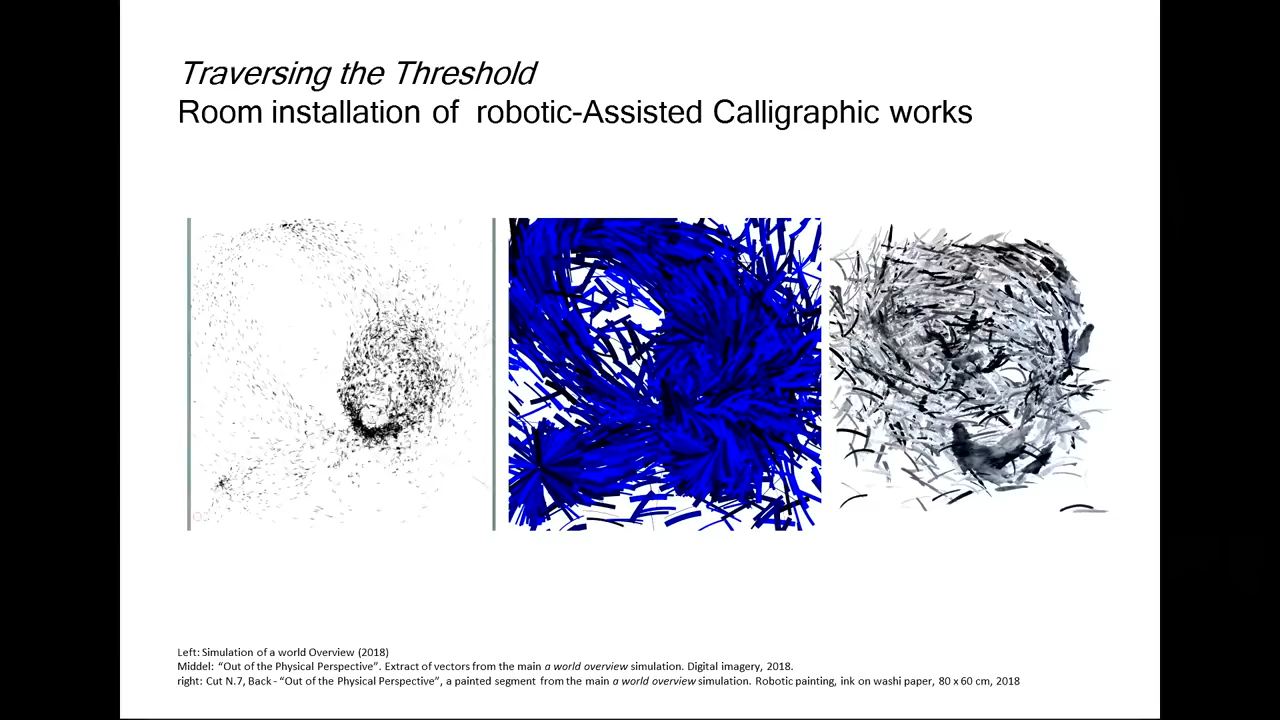 Traversing the Threshold
Room installation of robotic-Assisted Calligraphic works
Left: Simulation of a world Overview (2018)
Middel: “Out of the Physical Perspective”. Extract of vectors from the main a world overview simulation. Digital imagery, 2018.
right: Cut N.7, Back - “Out of the Physical Perspective”, a painted segment from the main a world overview simulation. Robotic painting, ink on washi paper, 80 x 60 cm, 2018